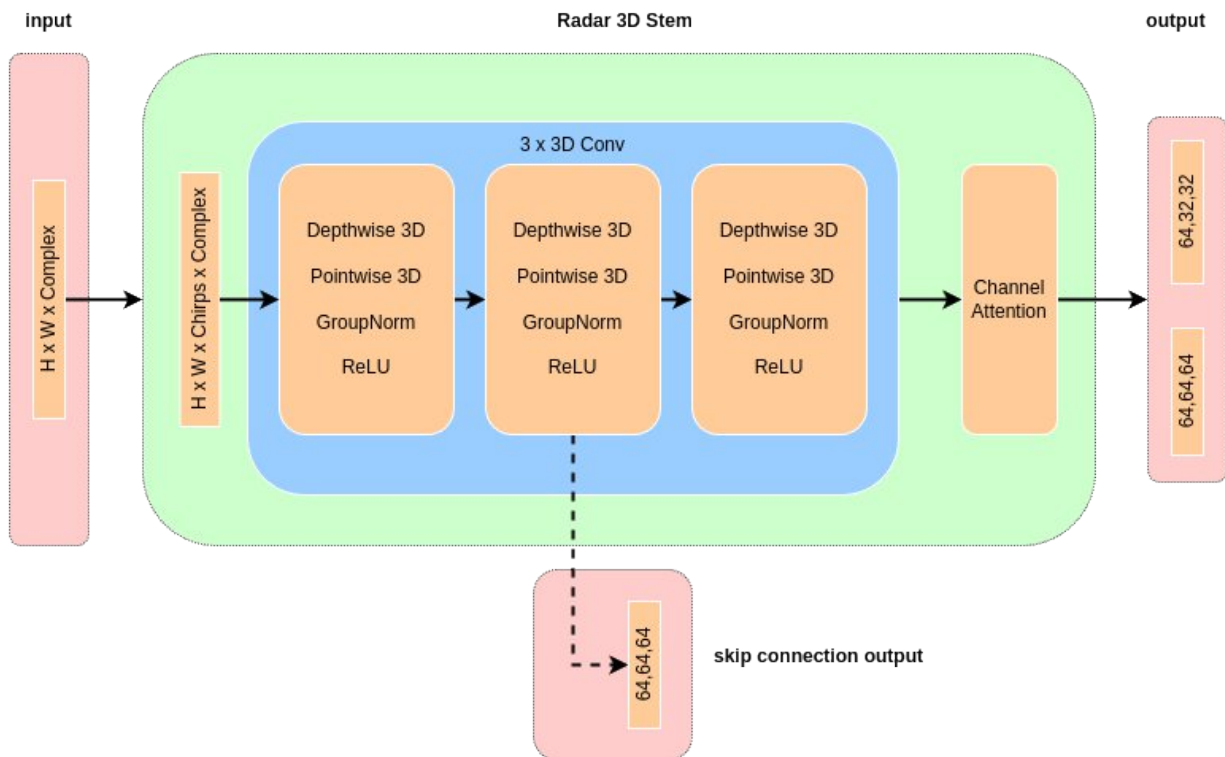 input
Radar 3D Stem
output
H x W x Complex
H x W x Chirps x Complex
3 x 3D Conv
Depthwise 3D
Pointwise 3D
GroupNorm
ReLU
Depthwise 3D
Pointwise 3D
GroupNorm
ReLU
Depthwise 3D
Pointwise 3D
GroupNorm
ReLU
Channel
Attention
64,32,32
64,64,64
64,64,64
skip connection output